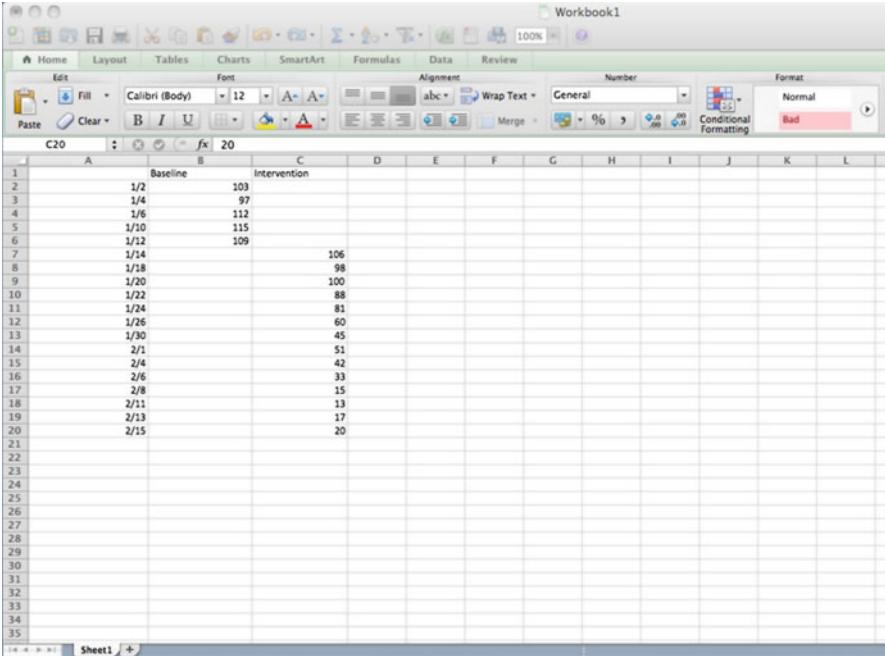 Workbook1
100%
Home Layout Tables Charts SmartArt Formulas Data Review
Edit Font Alignment Number Format
Fill Calibri (Body) 12 A A abc Wrap Text General Normal
Paste Clear B I U A Merge % , .0 .00 .00 .0 Conditional Formatting Bad
C20 fx 20
A B C D E F G H I J K L
1 Baseline Intervention
2 1/2 103
3 1/4 97
4 1/6 112
5 1/10 115
6 1/12 109
7 1/14 106
8 1/18 98
9 1/20 100
10 1/22 88
11 1/24 81
12 1/26 60
13 1/30 45
14 2/1 51
15 2/4 42
16 2/6 33
17 2/8 15
18 2/11 13
19 2/13 17
20 2/15 20
21
22
23
24
25
26
27
28
29
30
31
32
33
34
35
Sheet1 +